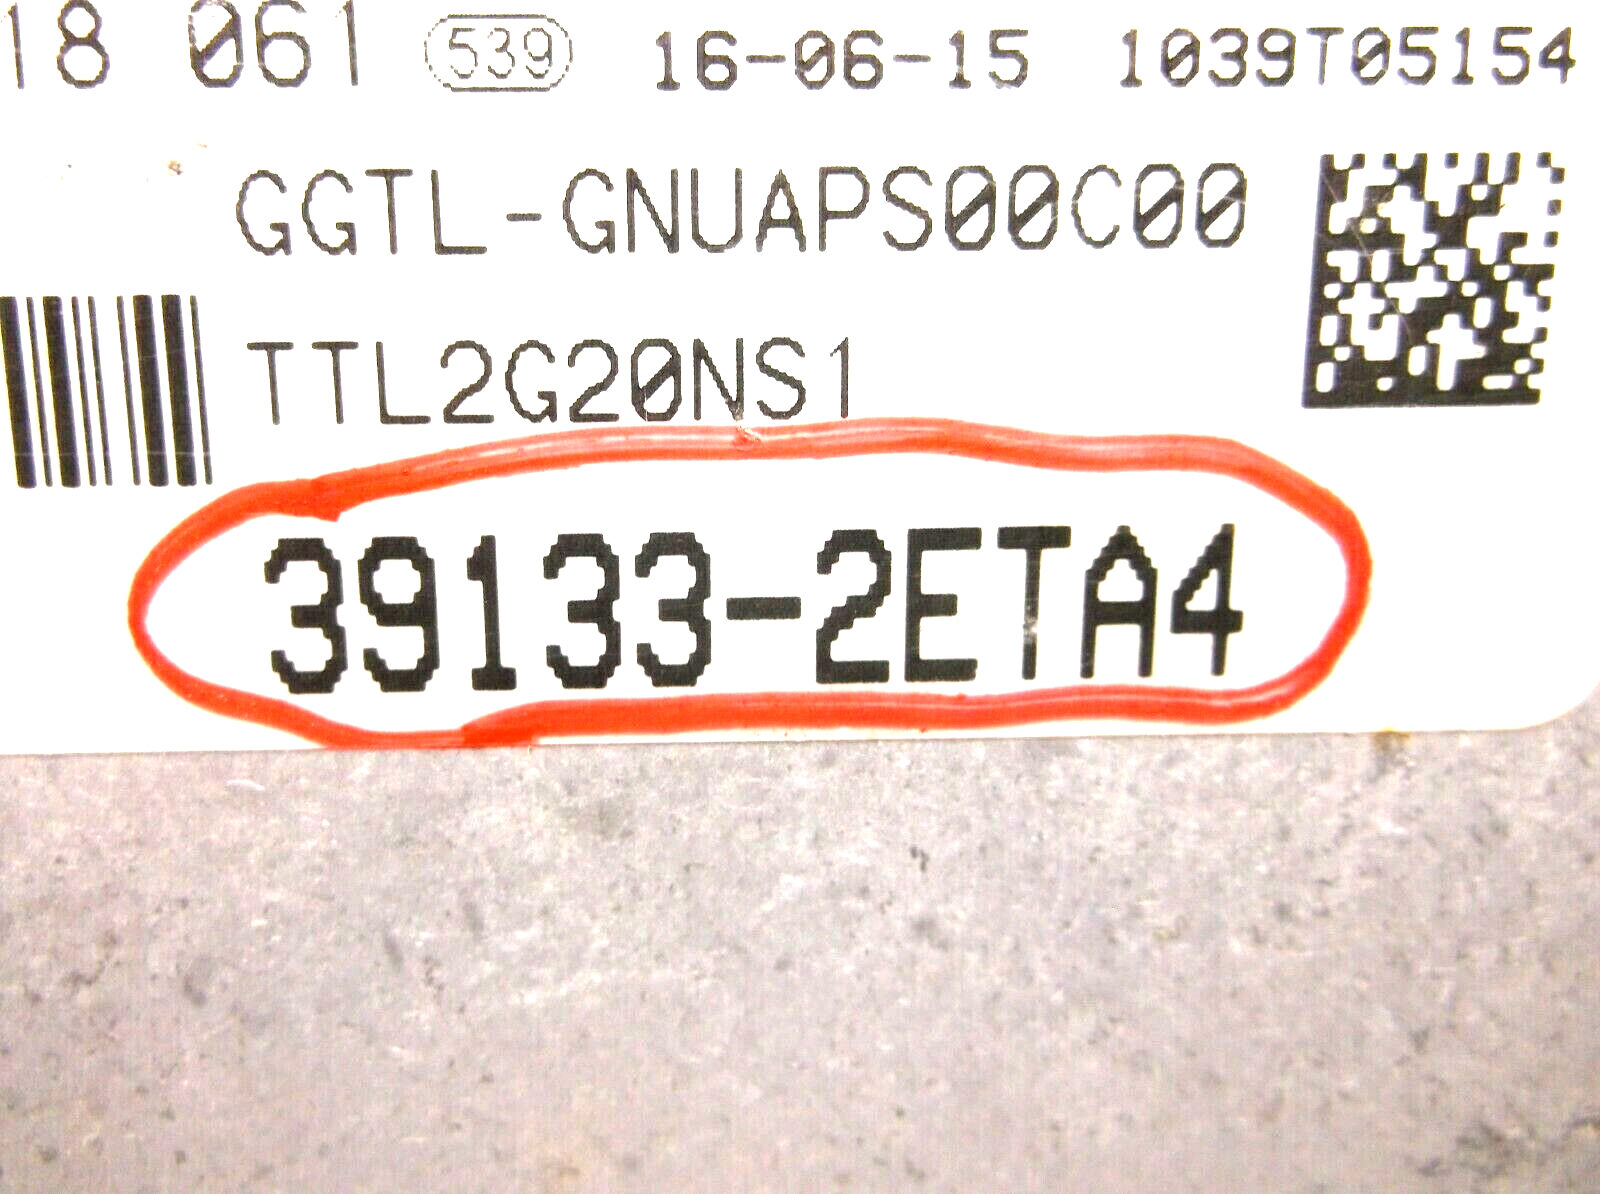 18 061 539 16-06-15 1039T05154
GGTL-GNUAPS00C00
TTL2G20NS1
39133-2ETA4